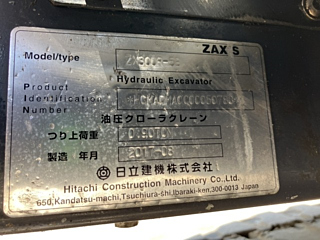 ZAX S
Model/type
Hydraulic Excavator
Product
Identification
Number
油圧クローラクレーン
つり上荷重
製造 年月
日立建機株式会社
Hitachi Construction Machinery Co.,Ltd.
650,Kandatsu-machi,Tsuchiura-shi,Ibaraki-ken,300-0013 Japan